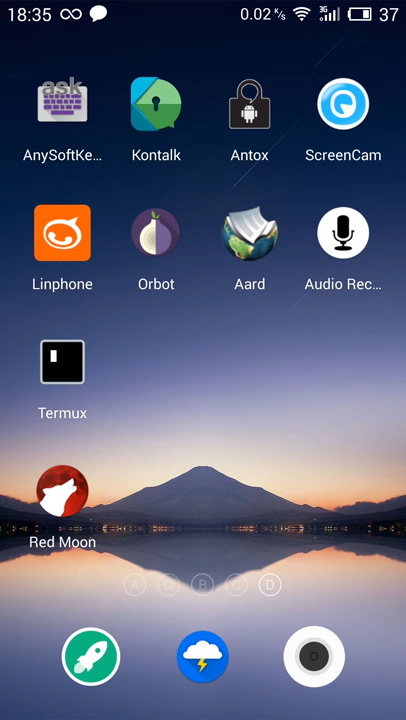 18:35 0.02 K/s 3G 37
ask
AnySoftKe... Kontalk Antox ScreenCam
Linphone Orbot Aard Audio Rec...
Termux
Red Moon
A B C D